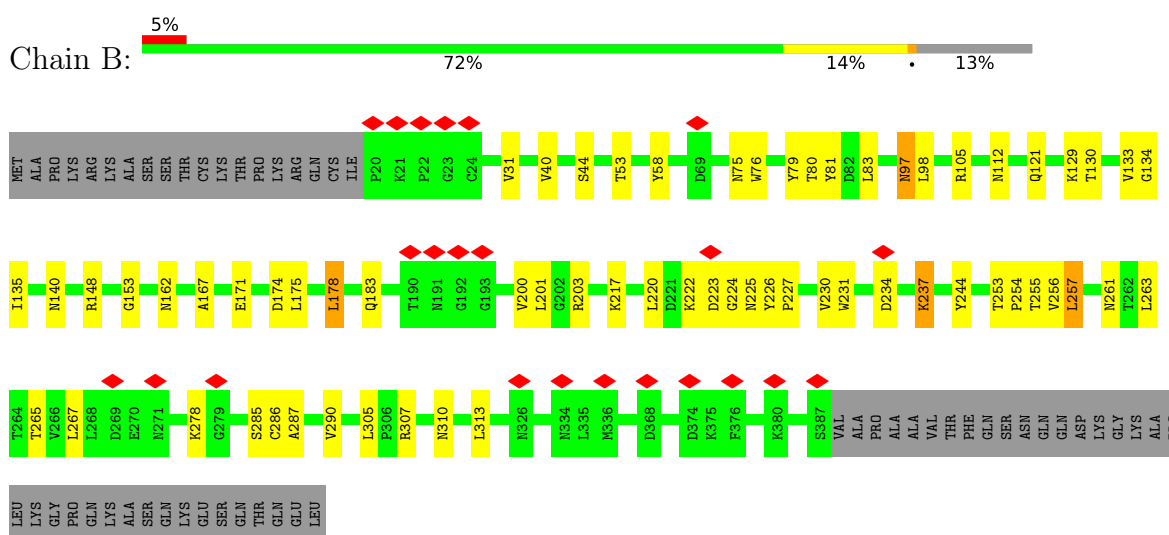 5%
Chain B:
72% 14% • 13%
MET ALA PRO LYS ARG LYS ALA SER SER THR CYS LYS THR PRO LYS ARG GLN CYS ILE P20 K21 P22 G23 C24 V31 V40 S44 T53 Y58 D69 N75 W76 Y79 T80 Y81 D82 L83 N97 L98 R105 N112 Q121 K129 T130 V133 G134
I135 N140 R148 G153 N162 A167 E171 D174 L175 L178 Q183 T190 N191 G192 G193 V200 L201 G202 R203 K217 L220 D221 K222 D223 G224 N225 Y226 P227 V230 W231 D234 K237 Y244 T253 P254 T255 V256 L257 N261 T262 L263
T264 T265 V266 L267 L268 D269 E270 N271 K278 G279 S285 C286 A287 V290 L305 P306 R307 N310 L313 N326 N334 L335 M336 D368 D374 K375 F376 K380 S387 VAL ALA PRO ALA ALA VAL THR PHE GLN SER ASN GLN GLN ASP LYS GLY LYS ALA
LEU LYS GLY PRO GLN LYS ALA SER GLN LYS GLU SER GLN THR GLN GLU LEU